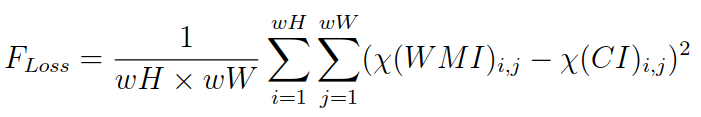 F_{Loss} = \frac{1}{wH \times wW} \sum_{i=1}^{wH} \sum_{j=1}^{wW} (\chi(WMI)_{i,j} - \chi(CI)_{i,j})^2